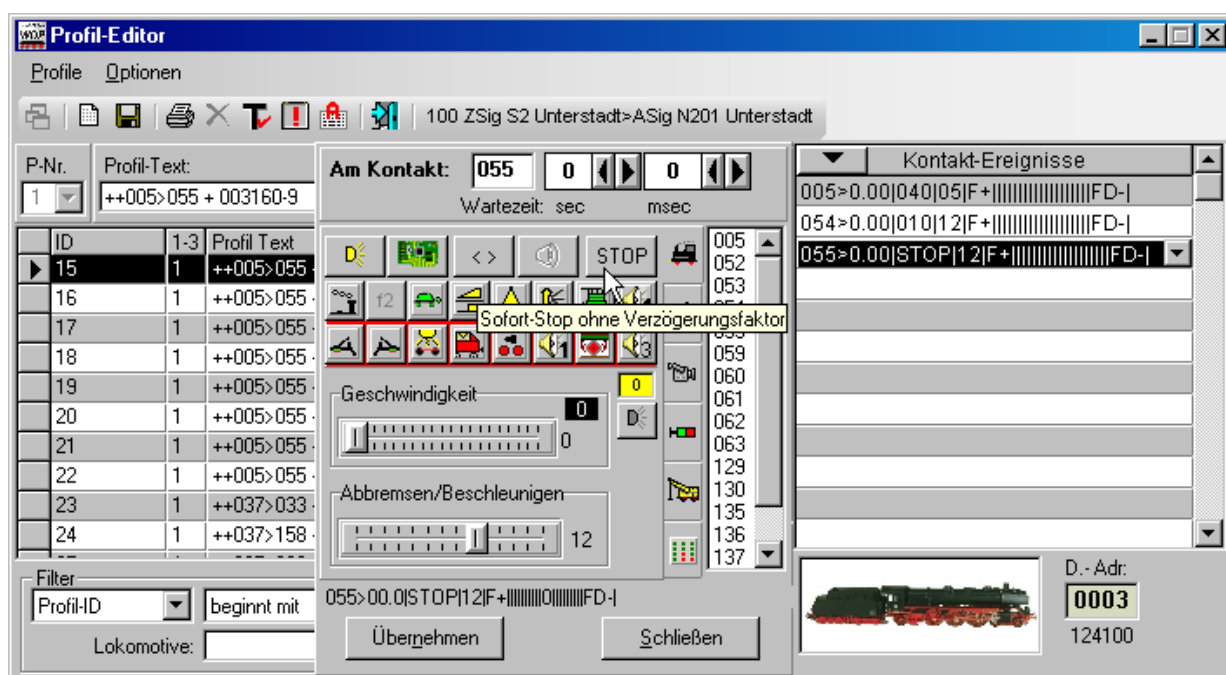 Profil-Editor
Profile Optionen
100 ZSig S2 Unterstadt>ASig N201 Unterstadt
P-Nr. Profil-Text:
1 ++005>055 + 003160-9
ID 1-3 Profil Text
15 1 ++005>055 -
16 1 ++005>055 -
17 1 ++005>055 -
18 1 ++005>055 -
19 1 ++005>055 -
20 1 ++005>055 -
21 1 ++005>055 -
22 1 ++005>055 -
23 1 ++037>033 -
24 1 ++037>158 -
Filter
Profil-ID beginnt mit
Lokomotive:
Am Kontakt: 055 0 0
Wartezeit: sec msec
< > STOP
f2
Sofort-Stop ohne Verzögerungsfaktor
1 3
Geschwindigkeit 0
0
0
Abbremsen/Beschleunigen
12
005
052
053
059
060
061
062
063
129
130
135
136
137
055>00.0|STOP|12|F+|||||||||0||||||||FD-|
Übernehmen Schließen
Kontakt-Ereignisse
005>0.00|040|05|F+|||||||||||||||||||FD-|
054>0.00|010|12|F+|||||||||||||||||||FD-|
055>0.00|STOP|12|F+|||||||||||||||||||FD-|
D.- Adr:
0003
124100